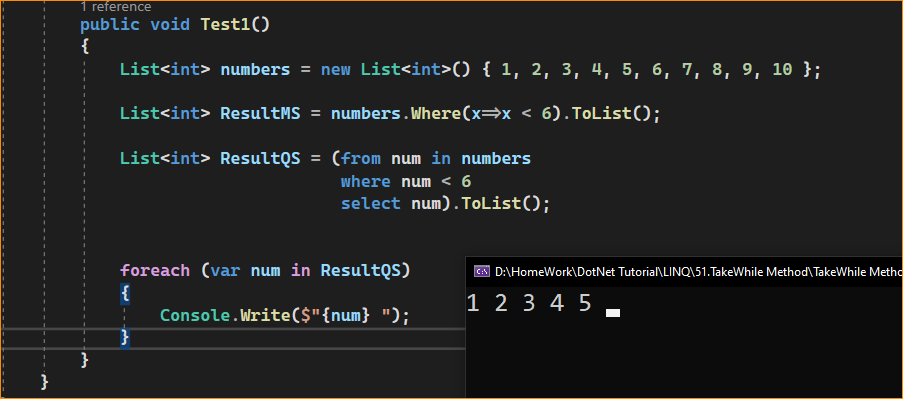 1 reference
public void Test1()
{
List<int> numbers = new List<int>() { 1, 2, 3, 4, 5, 6, 7, 8, 9, 10 };
List<int> ResultMS = numbers.Where(x=>x < 6).ToList();
List<int> ResultQS = (from num in numbers
where num < 6
select num).ToList();
foreach (var num in ResultQS)
{
Console.Write($"{num} ");
}
}
}
D:\HomeWork\DotNet Tutorial\LINQ\51.TakeWhile Method\TakeWhile Metho
1 2 3 4 5